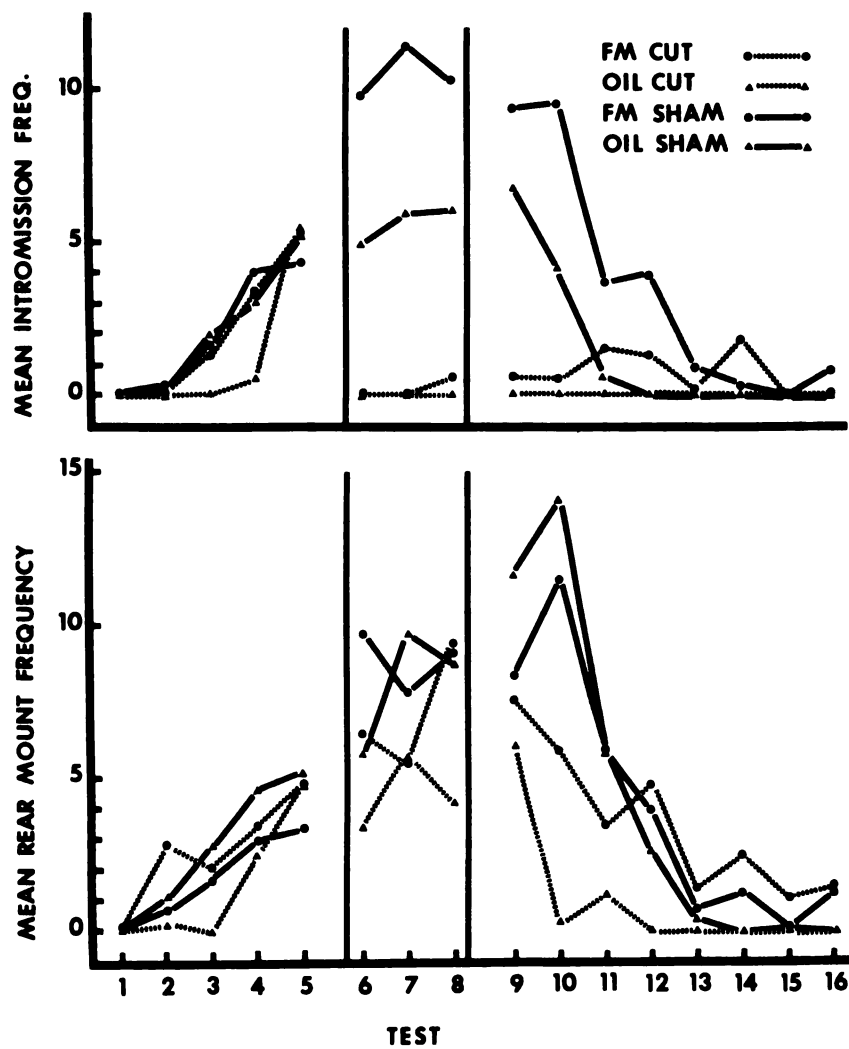 MEAN INTROMISSION FREQ.
10
5
0
FM CUT
OIL CUT
FM SHAM
OIL SHAM
MEAN REAR MOUNT FREQUENCY
15
10
5
0
1 2 3 4 5 6 7 8 9 10 11 12 13 14 15 16
TEST